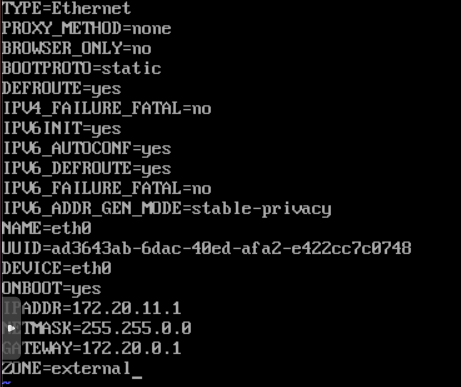 TYPE=Ethernet
PROXY_METHOD=none
BROWSER_ONLY=no
BOOTPROTO=static
DEFROUTE=yes
IPV4_FAILURE_FATAL=no
IPV6INIT=yes
IPV6_AUTOCONF=yes
IPV6_DEFROUTE=yes
IPV6_FAILURE_FATAL=no
IPV6_ADDR_GEN_MODE=stable-privacy
NAME=eth0
UUID=ad3643ab-6dac-40ed-afa2-e422cc7c0748
DEVICE=eth0
ONBOOT=yes
IPADDR=172.20.11.1
NETMASK=255.255.0.0
GATEWAY=172.20.0.1
ZONE=external_
~